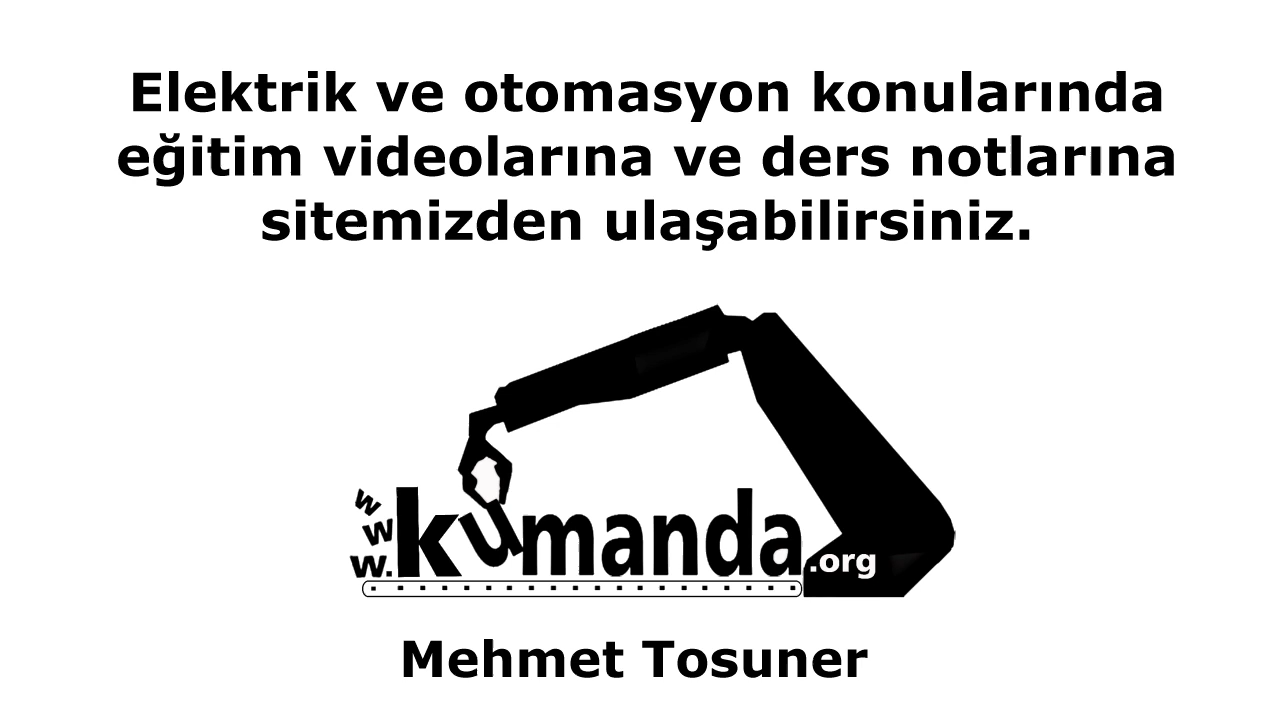 Elektrik ve otomasyon konularında
eğitim videolarına ve ders notlarına
sitemizden ulaşabilirsiniz.
www.kumanda.org
Mehmet Tosuner